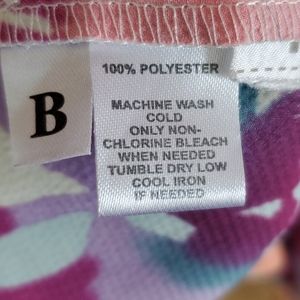 B
100% POLYESTER
MACHINE WASH
COLD
ONLY NON-
CHLORINE BLEACH
WHEN NEEDED
TUMBLE DRY LOW
COOL IRON
IF NEEDED